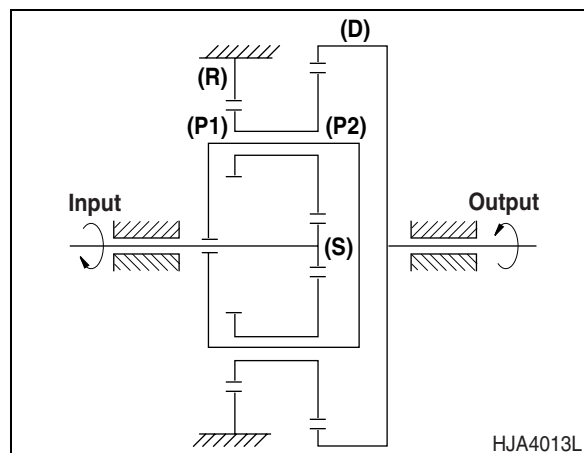 (D)
(R)
(P1) (P2)
Input
Output
(S)
HJA4013L